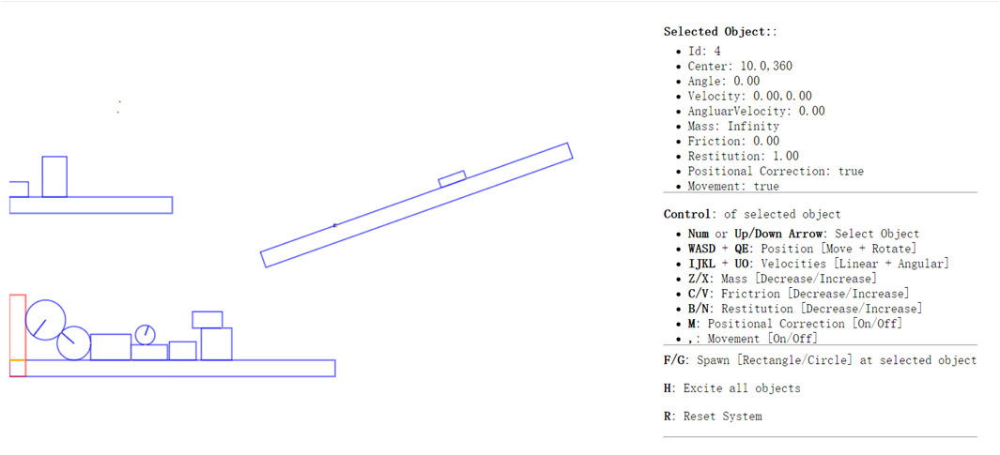 Selected Object::
Id: 4
Center: 10.0,360
Angle: 0.00
Velocity: 0.00,0.00
AngluarVelocity: 0.00
Mass: Infinity
Friction: 0.00
Restitution: 1.00
Positional Correction: true
Movement: true
Control: of selected object
Num or Up/Down Arrow: Select Object
WASD + QE: Position [Move + Rotate]
IJKL + UO: Velocities [Linear + Angular]
Z/X: Mass [Decrease/Increase]
C/V: Frictrion [Decrease/Increase]
B/N: Restitution [Decrease/Increase]
M: Positional Correction [On/Off]
,: Movement [On/Off]
F/G: Spawn [Rectangle/Circle] at selected object
H: Excite all objects
R: Reset System